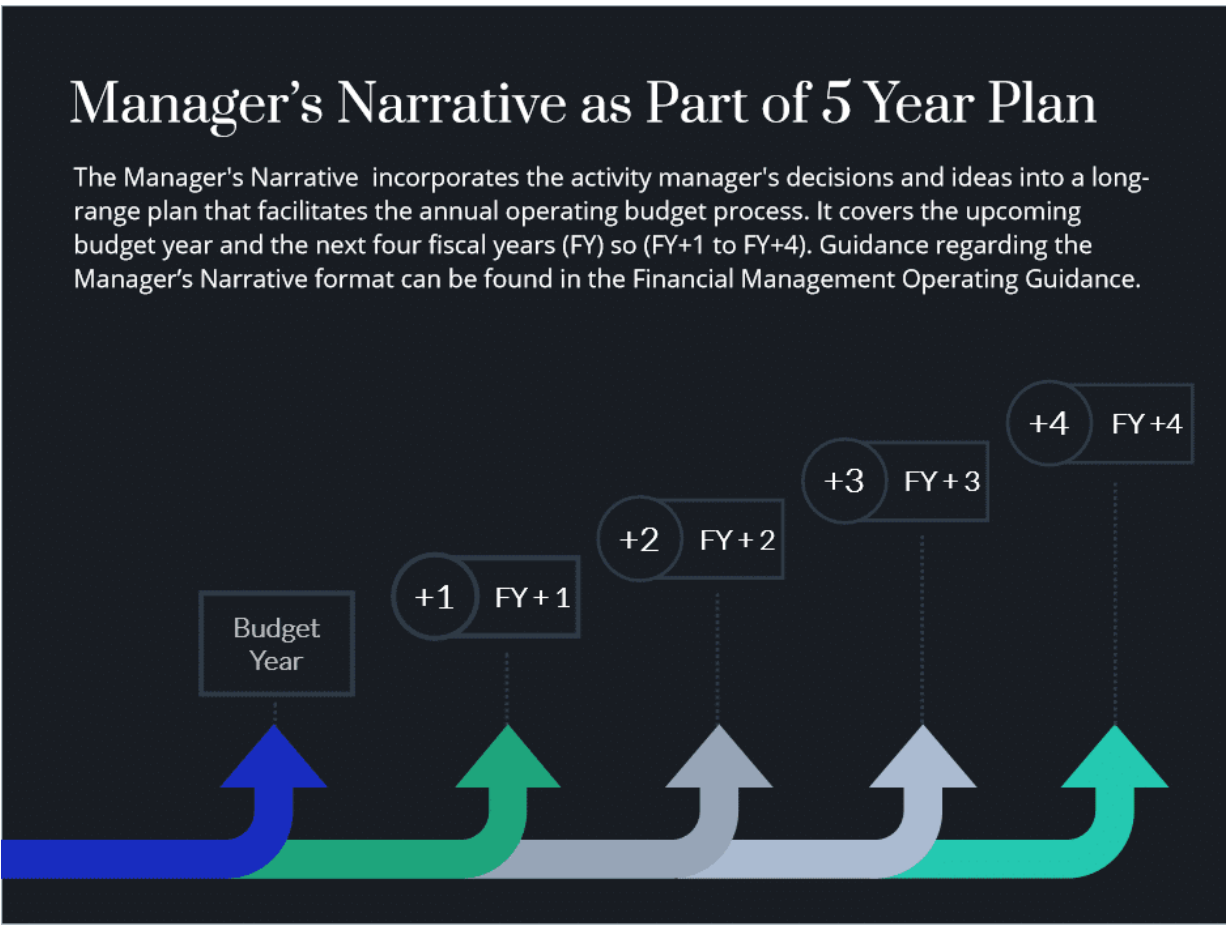 Manager’s Narrative as Part of 5 Year Plan
The Manager's Narrative  incorporates the activity manager's decisions and ideas into a long-
range plan that facilitates the annual operating budget process. It covers the upcoming
budget year and the next four fiscal years (FY) so (FY+1 to FY+4). Guidance regarding the
Manager’s Narrative format can be found in the Financial Management Operating Guidance.
Budget
Year
+1 FY + 1
+2 FY + 2
+3 FY + 3
+4 FY +4